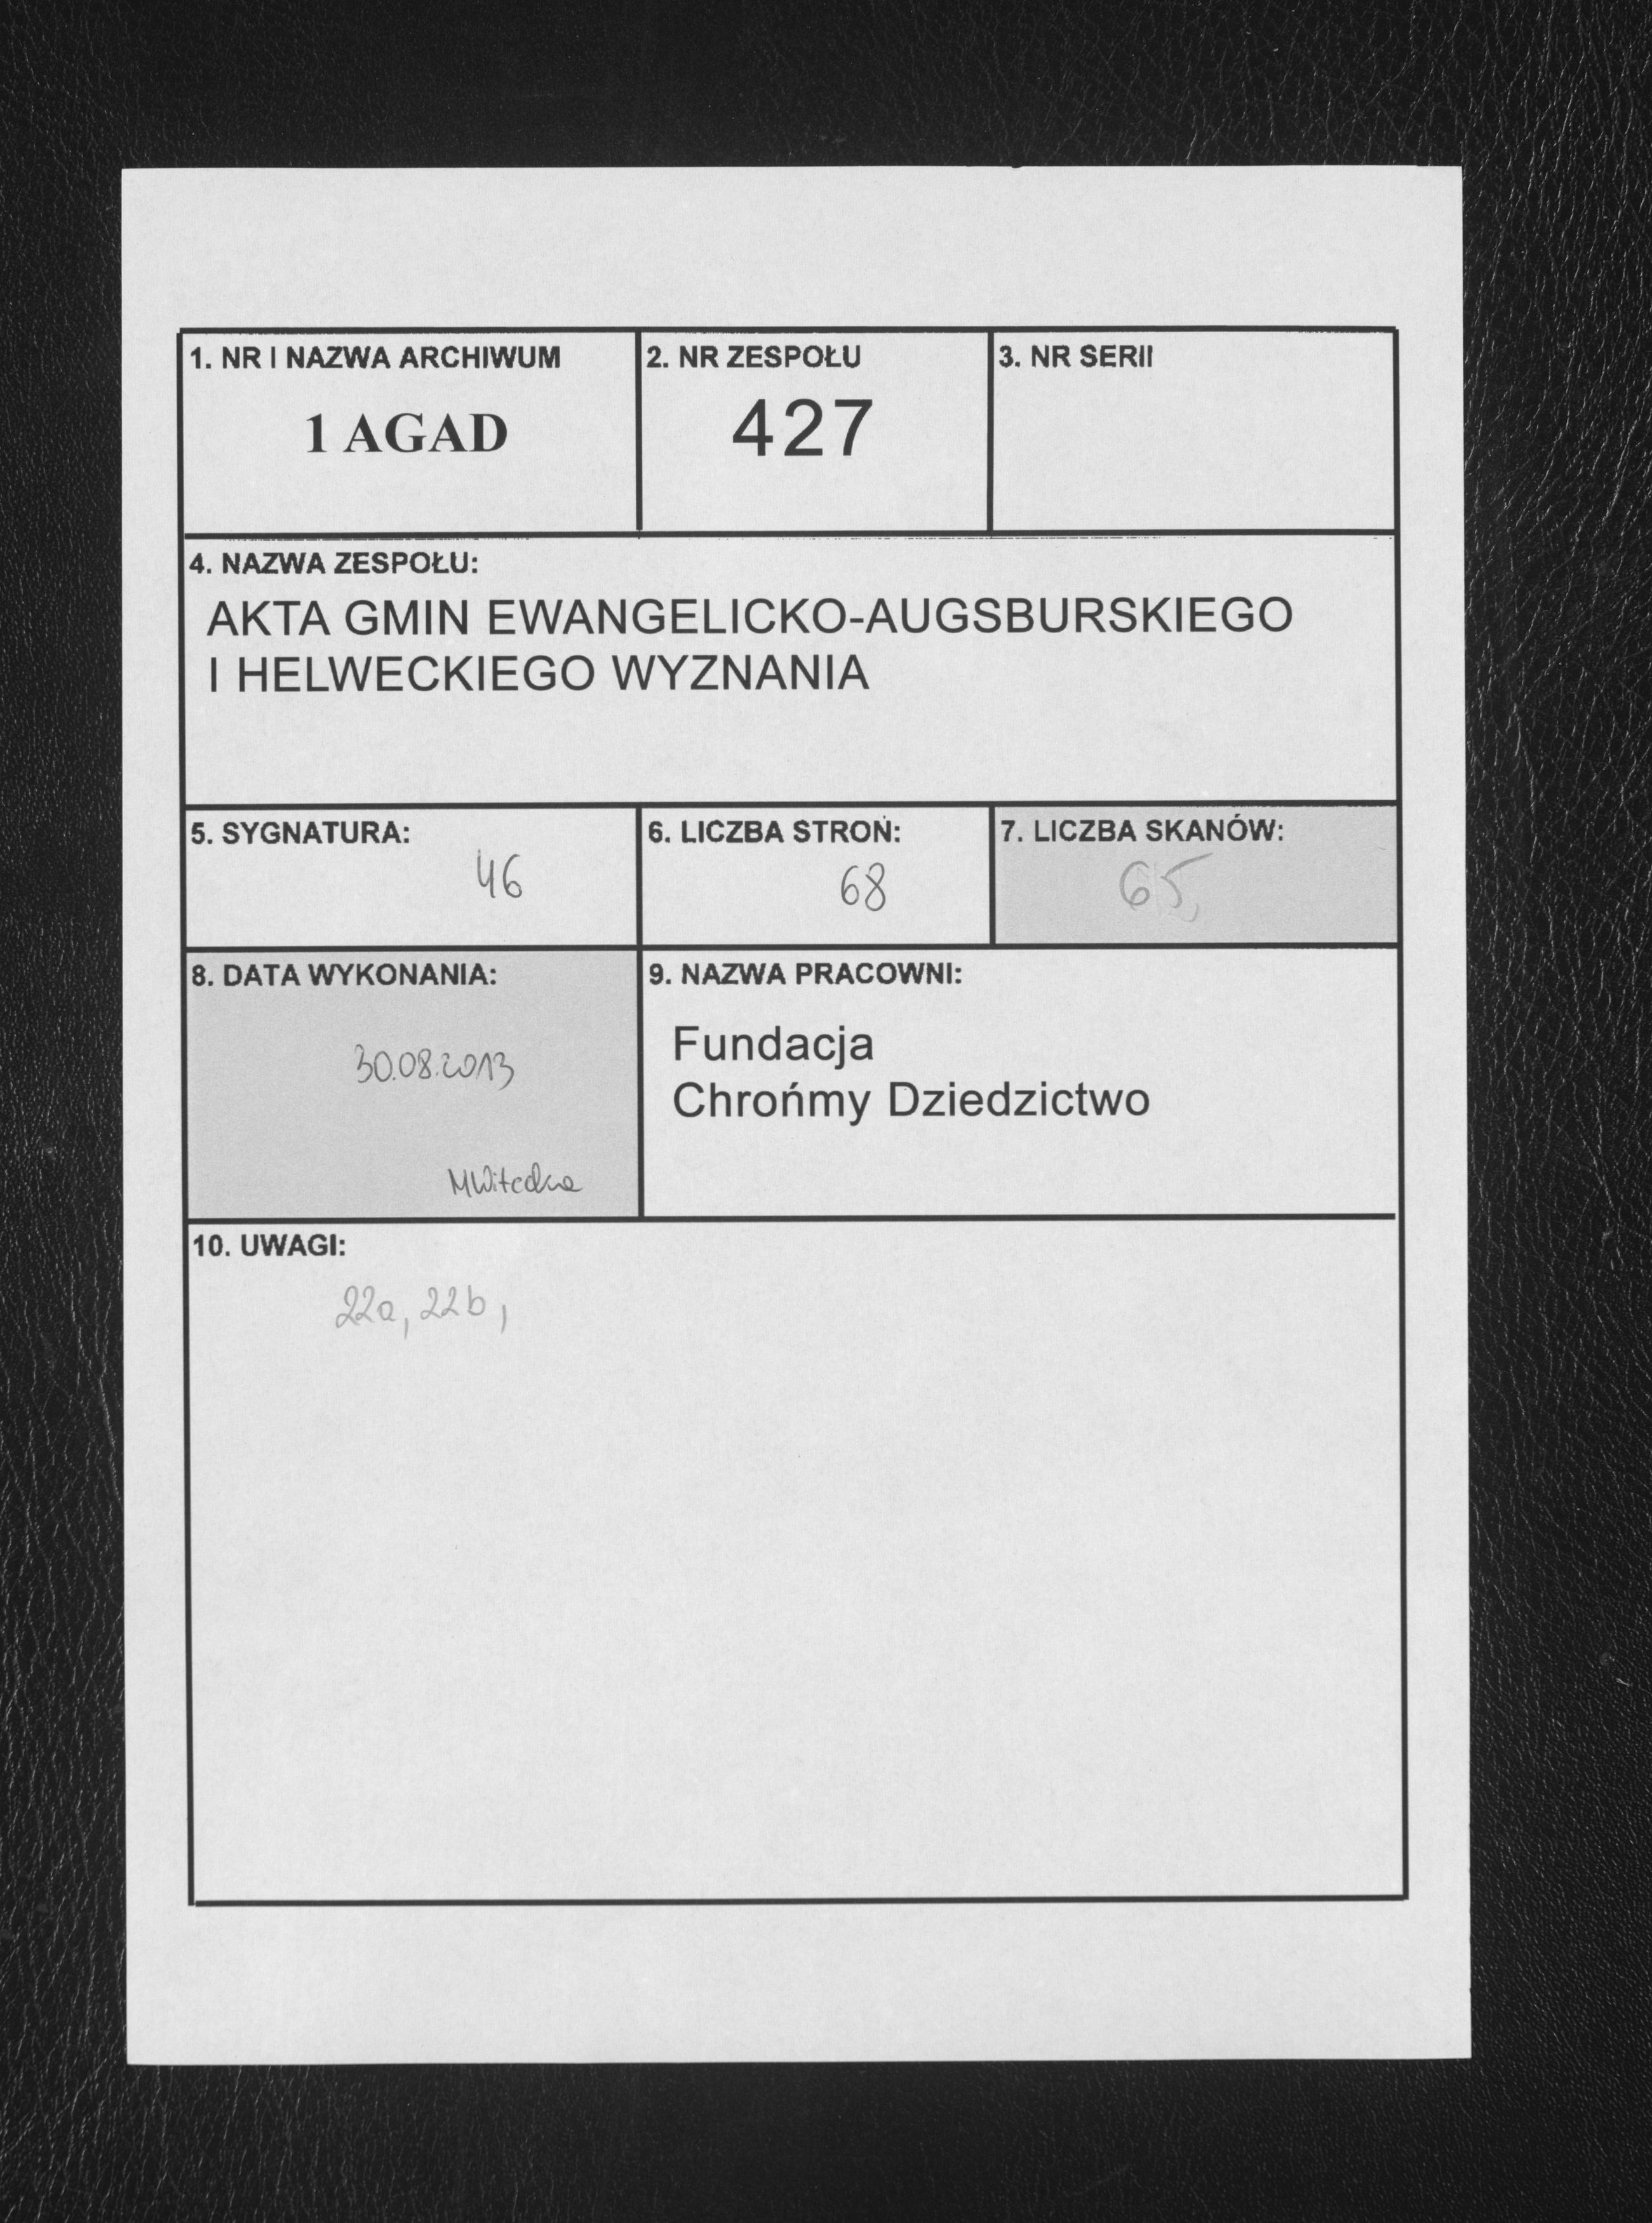 1. NR I NAZWA ARCHIWUM
1 AGAD
2. NR ZESPOŁU
427
3. NR SERII
4. NAZWA ZESPOŁU:
AKTA GMIN EWANGELICKO-AUGSBURSKIEGO
I HELWECKIEGO WYZNANIA
5. SYGNATURA:
46
6. LICZBA STRON:
68
7. LICZBA SKANÓW:
65
8. DATA WYKONANIA:
30.08.2013
9. NAZWA PRACOWNI:
Fundacja
Chrońmy Dziedzictwo
10. UWAGI:
22a, 22b,